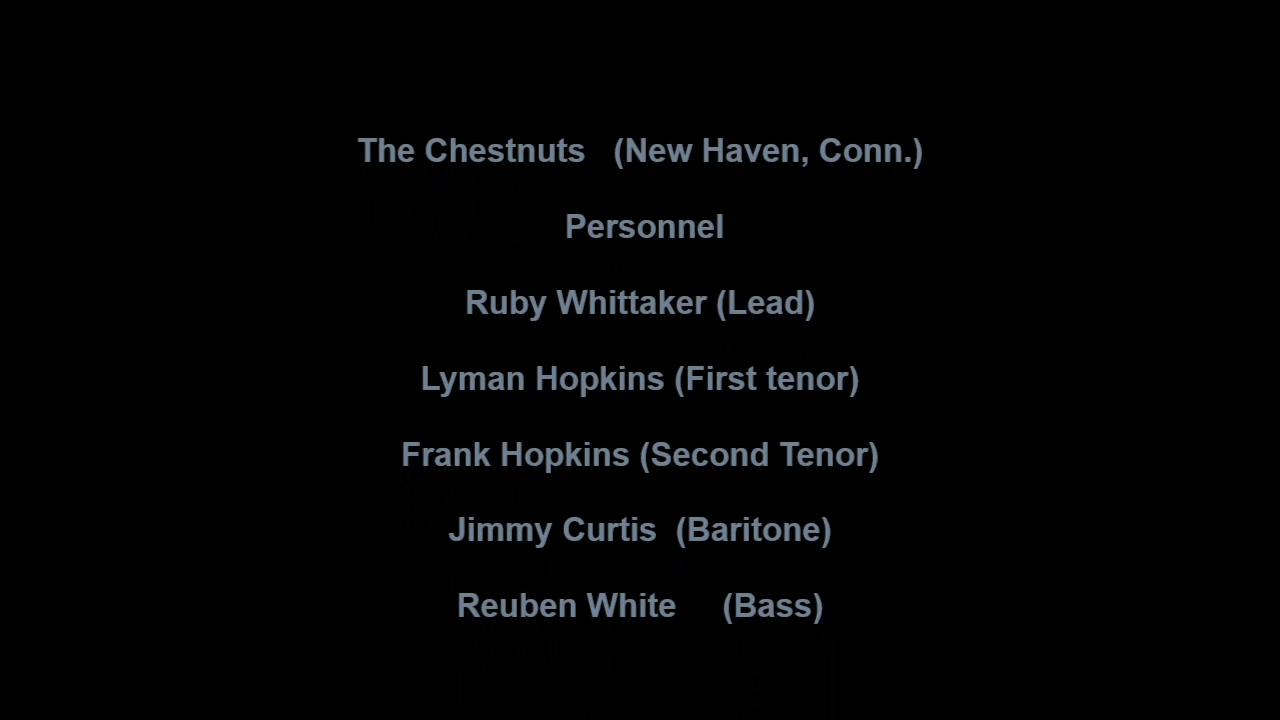 The Chestnuts (New Haven, Conn.)
Personnel
Ruby Whittaker (Lead)
Lyman Hopkins (First tenor)
Frank Hopkins (Second Tenor)
Jimmy Curtis (Baritone)
Reuben White (Bass)